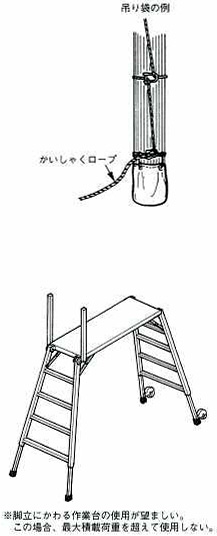 吊り袋の例
かいしゃくロープ
※脚立にかわる作業台の使用が望ましい。
この場合、最大積載荷重を超えて使用しない。